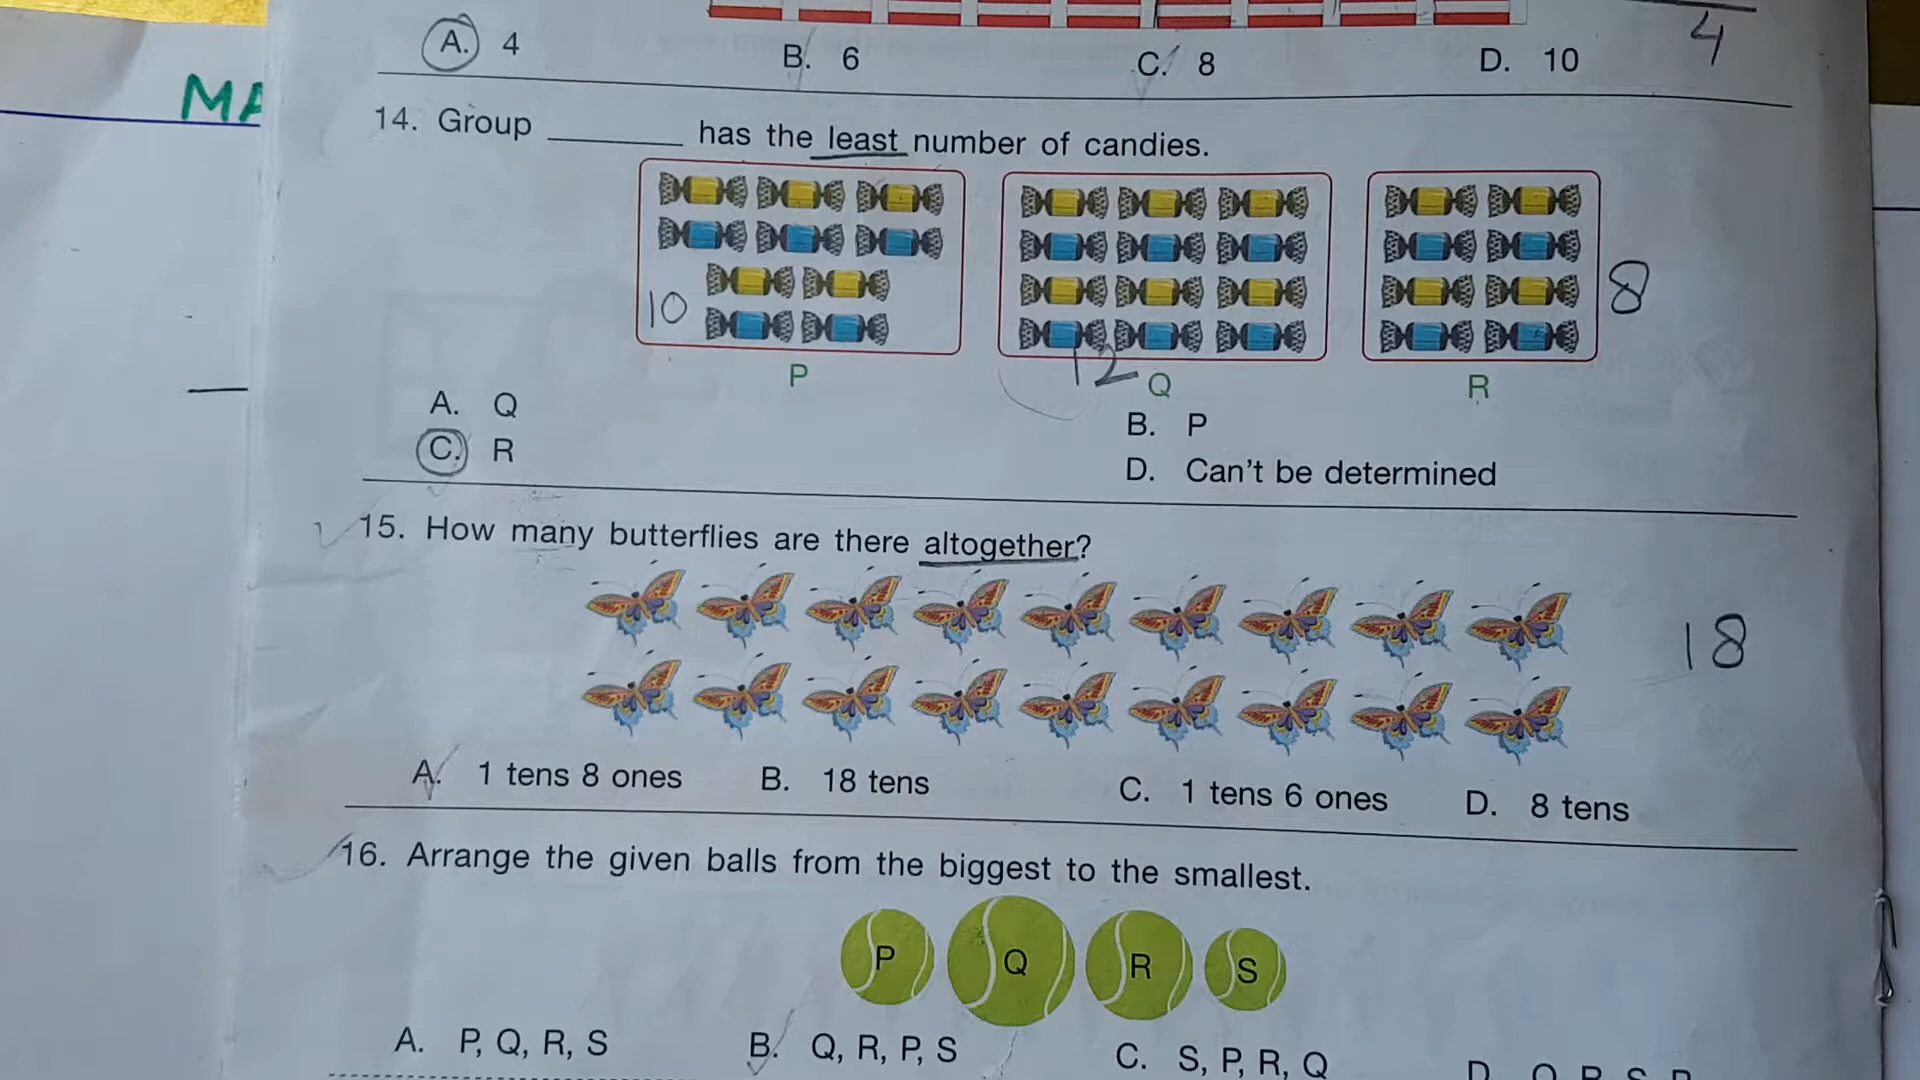 A. 4 B. 6 C. 8 D. 10
4
MA
14. Group ________ has the least number of candies.
10
12
8
P Q R
A. Q B. P
C. R D. Can't be determined
15. How many butterflies are there altogether?
18
A. 1 tens 8 ones B. 18 tens C. 1 tens 6 ones D. 8 tens
16. Arrange the given balls from the biggest to the smallest.
P Q R S
A. P, Q, R, S B. Q, R, P, S C. S, P, R, Q